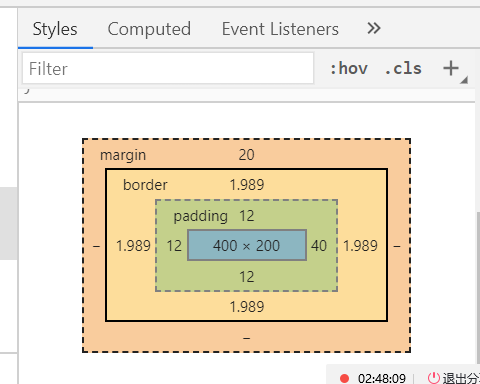 Styles Computed Event Listeners »
Filter :hov .cls +
margin 20
border 1.989
padding 12
– 1.989 12 400 × 200 40 1.989 –
12
1.989
–
02:48:09 退出分